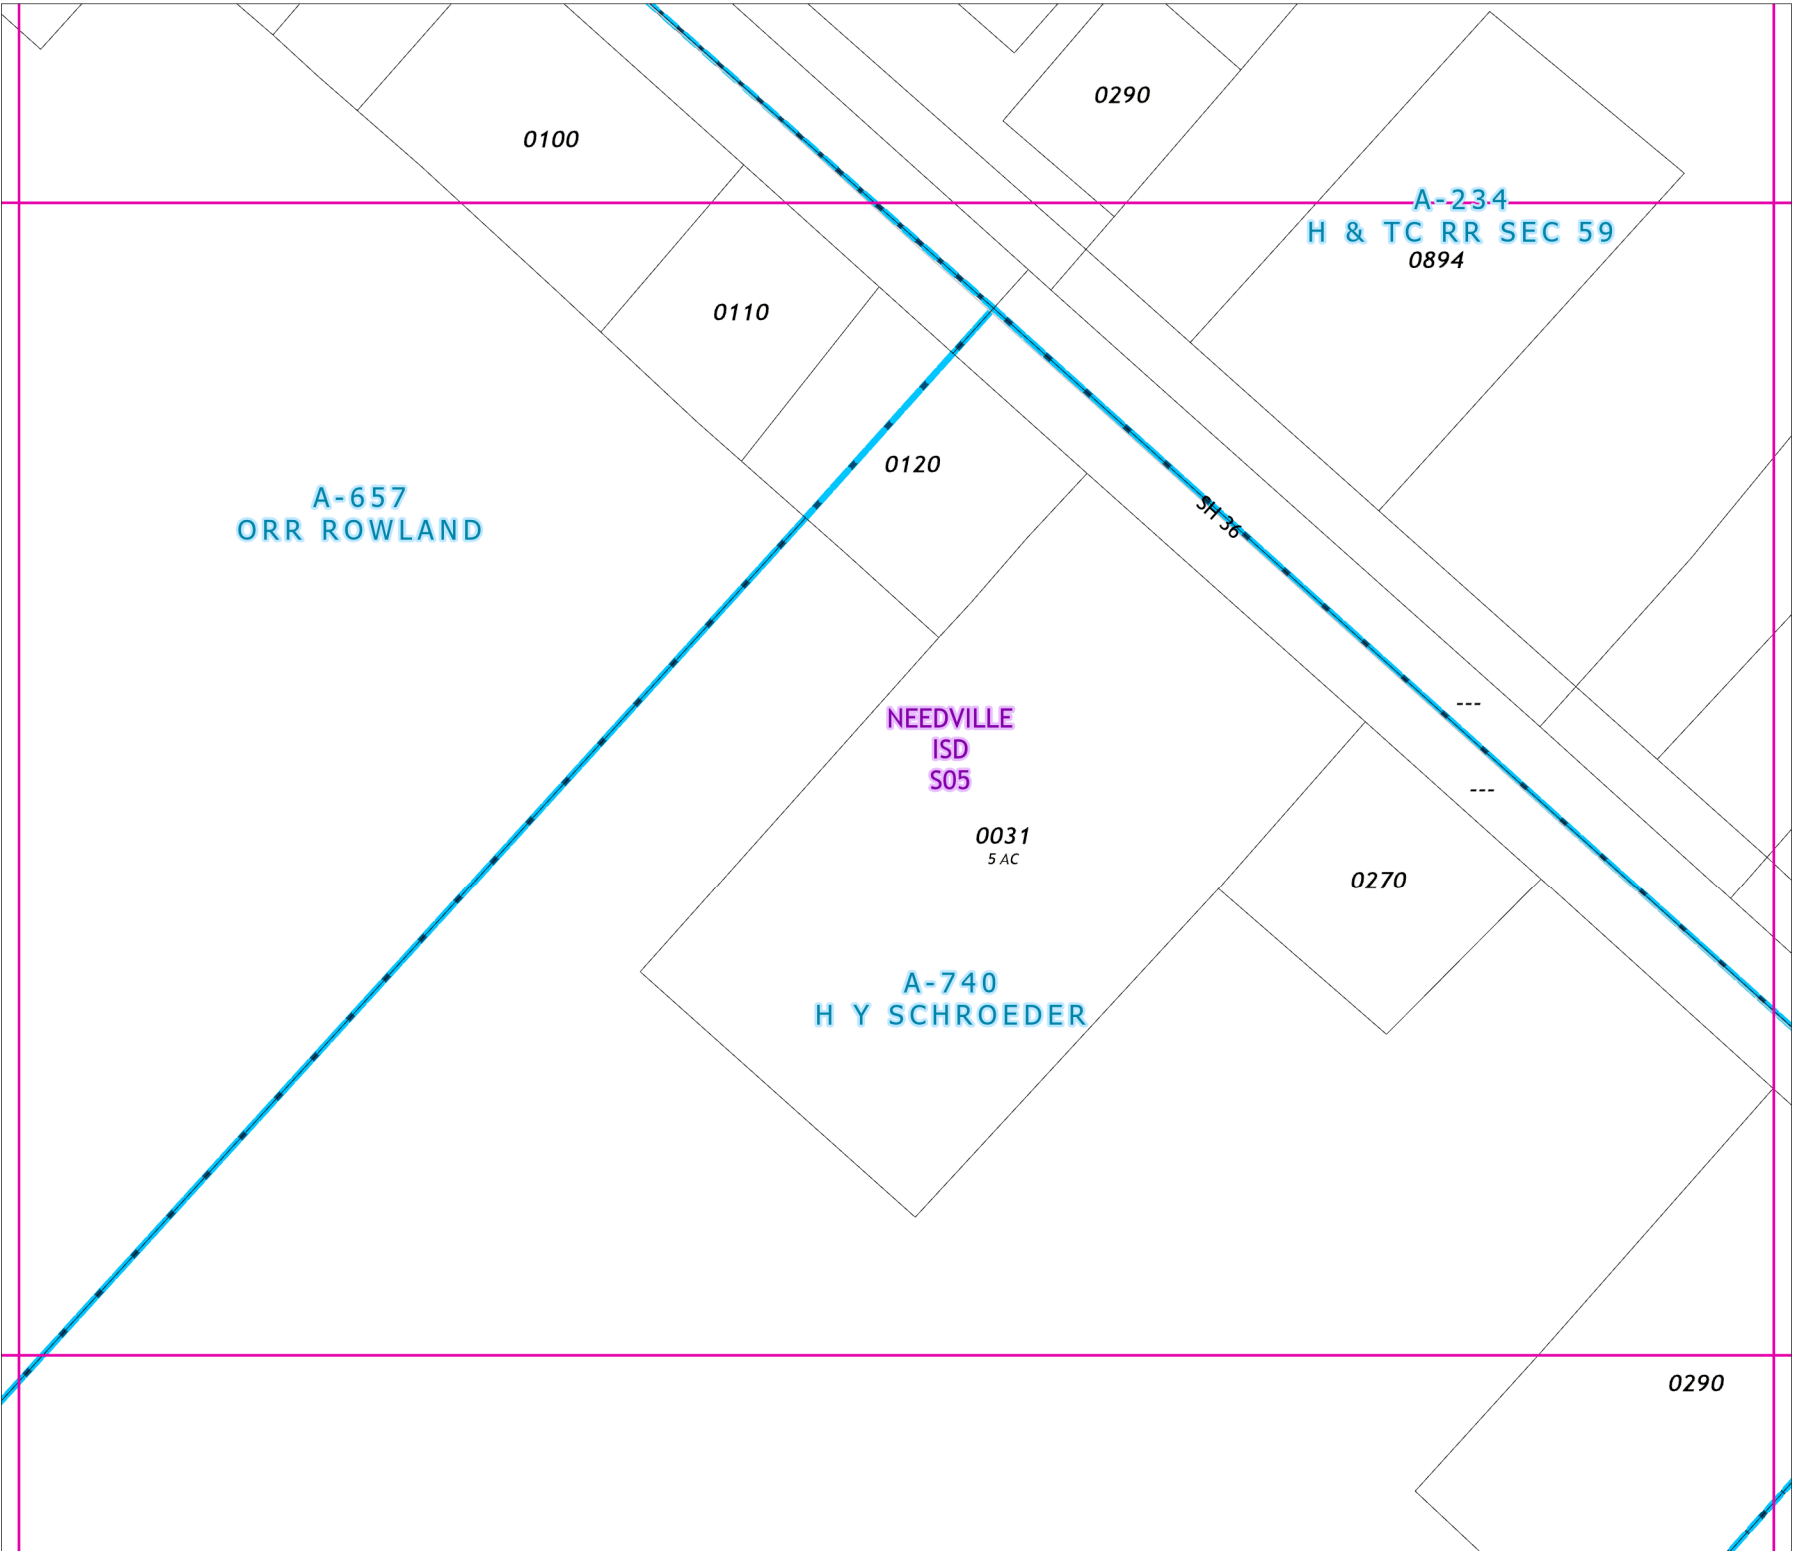 0290
0100
A-234
H & TC RR SEC 59
0894
0110
0120
A-657
ORR ROWLAND
SH 36
---
NEEDVILLE
ISD
S05
---
0031
5 AC
0270
A-740
H Y SCHROEDER
0290